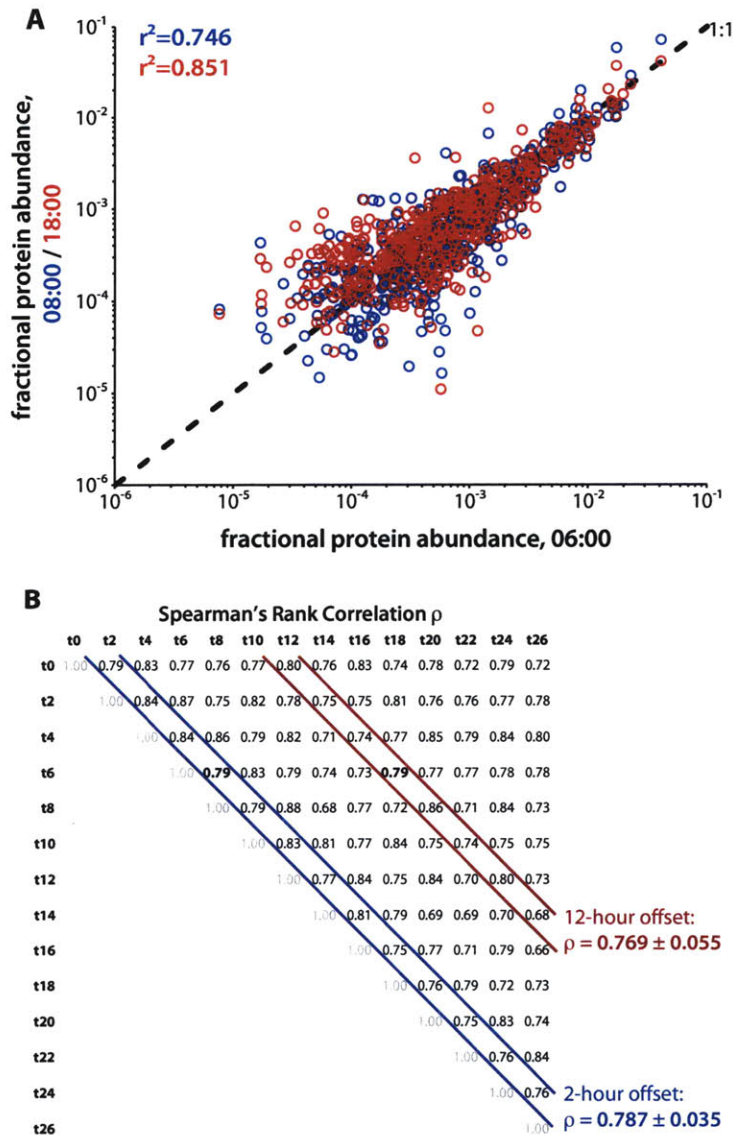 A
r²=0.746
r²=0.851
1:1
10⁻¹
10⁻²
10⁻³
10⁻⁴
10⁻⁵
10⁻⁶
fractional protein abundance,
08:00 / 18:00
10⁻⁶ 10⁻⁵ 10⁻⁴ 10⁻³ 10⁻² 10⁻¹
fractional protein abundance, 06:00
B
Spearman's Rank Correlation ρ
t0 t2 t4 t6 t8 t10 t12 t14 t16 t18 t20 t22 t24 t26
t0 1.00 0.79 0.83 0.77 0.76 0.77 0.80 0.76 0.83 0.74 0.78 0.72 0.79 0.72
t2 1.00 0.84 0.87 0.75 0.82 0.78 0.75 0.75 0.81 0.76 0.76 0.77 0.78
t4 1.00 0.84 0.86 0.79 0.82 0.71 0.74 0.77 0.85 0.79 0.84 0.80
t6 1.00 0.79 0.83 0.79 0.74 0.73 0.79 0.77 0.77 0.78 0.78
t8 1.00 0.79 0.88 0.68 0.77 0.72 0.86 0.71 0.84 0.73
t10 1.00 0.83 0.81 0.77 0.84 0.75 0.74 0.75 0.75
t12 1.00 0.77 0.84 0.75 0.84 0.70 0.80 0.73
t14 1.00 0.81 0.79 0.69 0.69 0.70 0.68
12-hour offset:
t16 1.00 0.75 0.77 0.71 0.79 0.66
ρ = 0.769 ± 0.055
t18 1.00 0.76 0.79 0.72 0.73
t20 1.00 0.75 0.83 0.74
t22 1.00 0.76 0.84
t24 1.00 0.76
2-hour offset:
ρ = 0.787 ± 0.035
t26 1.00